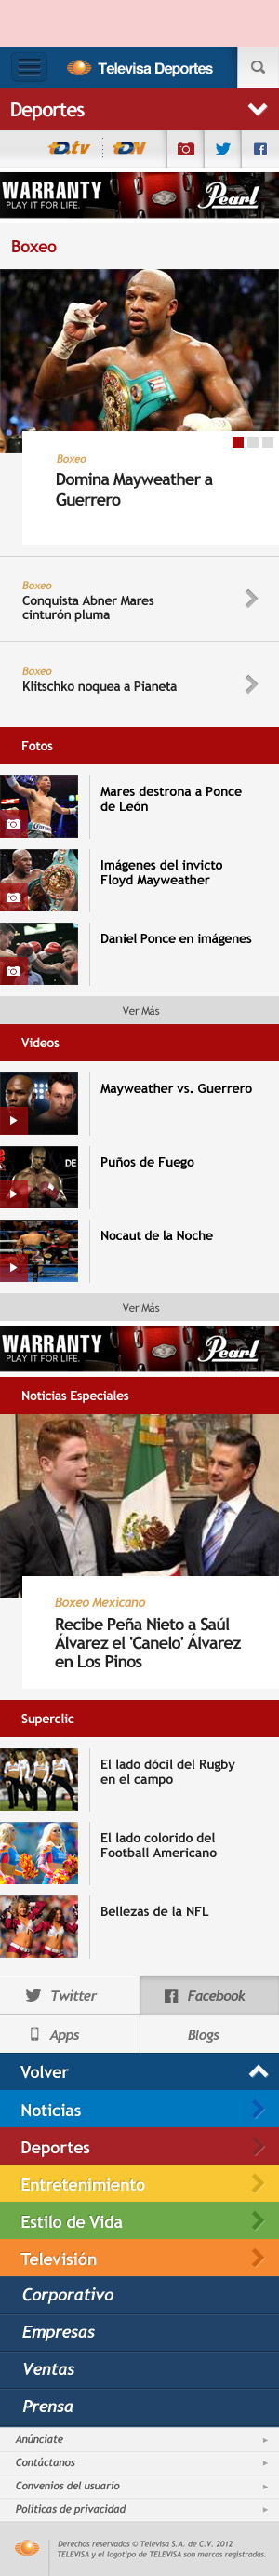 Televisa Deportes
Deportes
tD.tv
tDN
WARRANTY
PLAY IT FOR LIFE.
Pearl
Boxeo
Boxeo
Domina Mayweather a
Guerrero
Boxeo
Conquista Abner Mares
cinturón pluma
Boxeo
Klitschko noquea a Pianeta
Fotos
Mares destrona a Ponce
de León
Imágenes del invicto
Floyd Mayweather
Daniel Ponce en imágenes
Ver Más
Videos
Mayweather vs. Guerrero
DE
Puños de Fuego
Nocaut de la Noche
Ver Más
WARRANTY
PLAY IT FOR LIFE.
Pearl
Noticias Especiales
Boxeo Mexicano
Recibe Peña Nieto a Saúl
Álvarez el 'Canelo' Álvarez
en Los Pinos
Superclic
El lado dócil del Rugby
en el campo
El lado colorido del
Football Americano
Bellezas de la NFL
Twitter
Facebook
Apps
Blogs
Volver
Noticias
Deportes
Entretenimiento
Estilo de Vida
Televisión
Corporativo
Empresas
Ventas
Prensa
Anúnciate
Contáctanos
Convenios del usuario
Politicas de privacidad
Derechos reservados © Televisa S.A. de C.V. 2012
TELEVISA y el logotipo de TELEVISA son marcas registradas.